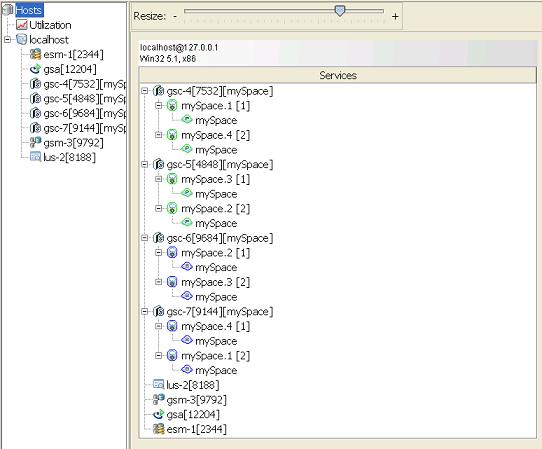 Hosts
Utilization
localhost
esm-1[2344]
gsa[12204]
gsc-4[7532][mySp
gsc-5[4848][mySp
gsc-6[9684][mySp
gsc-7[9144][mySp
gsm-3[9792]
lus-2[8188]
Resize: - +
localhost@127.0.0.1
Win32 5.1, x86
Services
gsc-4[7532][mySpace]
mySpace.1 [1]
mySpace
mySpace.4 [2]
mySpace
gsc-5[4848][mySpace]
mySpace.3 [1]
mySpace
mySpace.2 [2]
mySpace
gsc-6[9684][mySpace]
mySpace.2 [1]
mySpace
mySpace.3 [2]
mySpace
gsc-7[9144][mySpace]
mySpace.4 [1]
mySpace
mySpace.1 [2]
mySpace
lus-2[8188]
gsm-3[9792]
gsa[12204]
esm-1[2344]